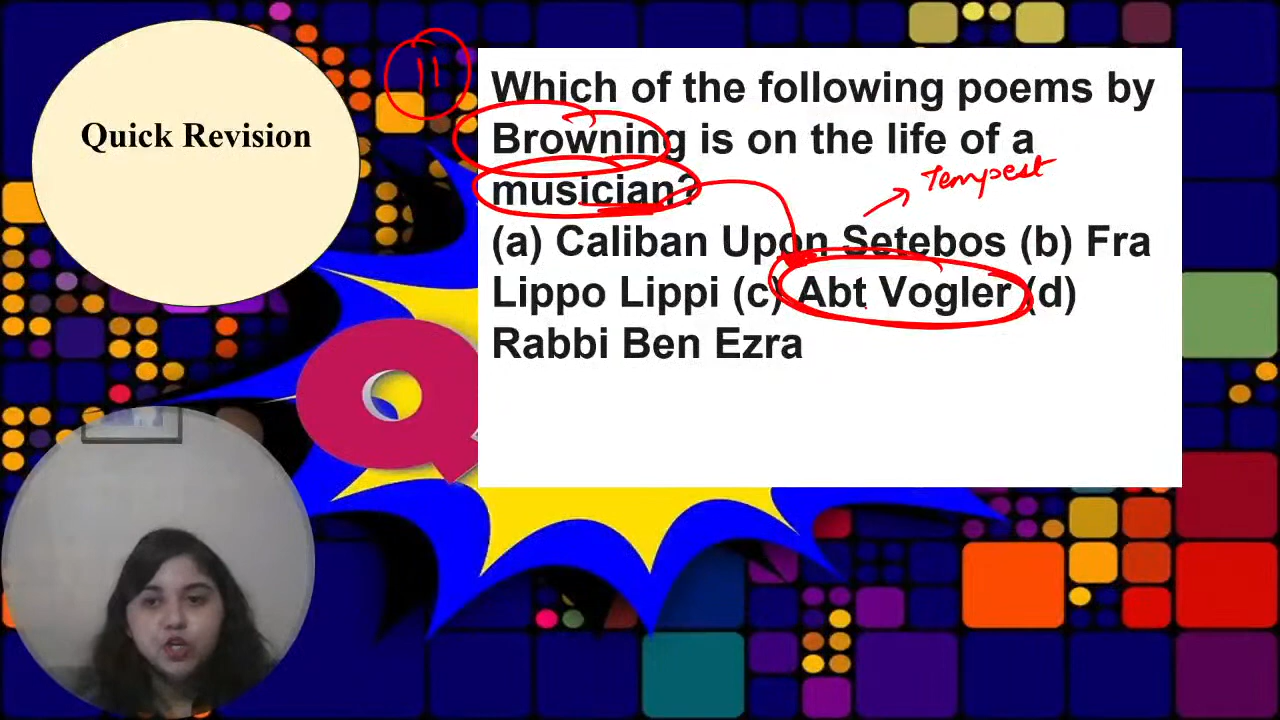 Quick Revision
11
Which of the following poems by
Browning is on the life of a
musician?
Tempest
(a) Caliban Upon Setebos (b) Fra
Lippo Lippi (c) Abt Vogler (d)
Rabbi Ben Ezra
Q